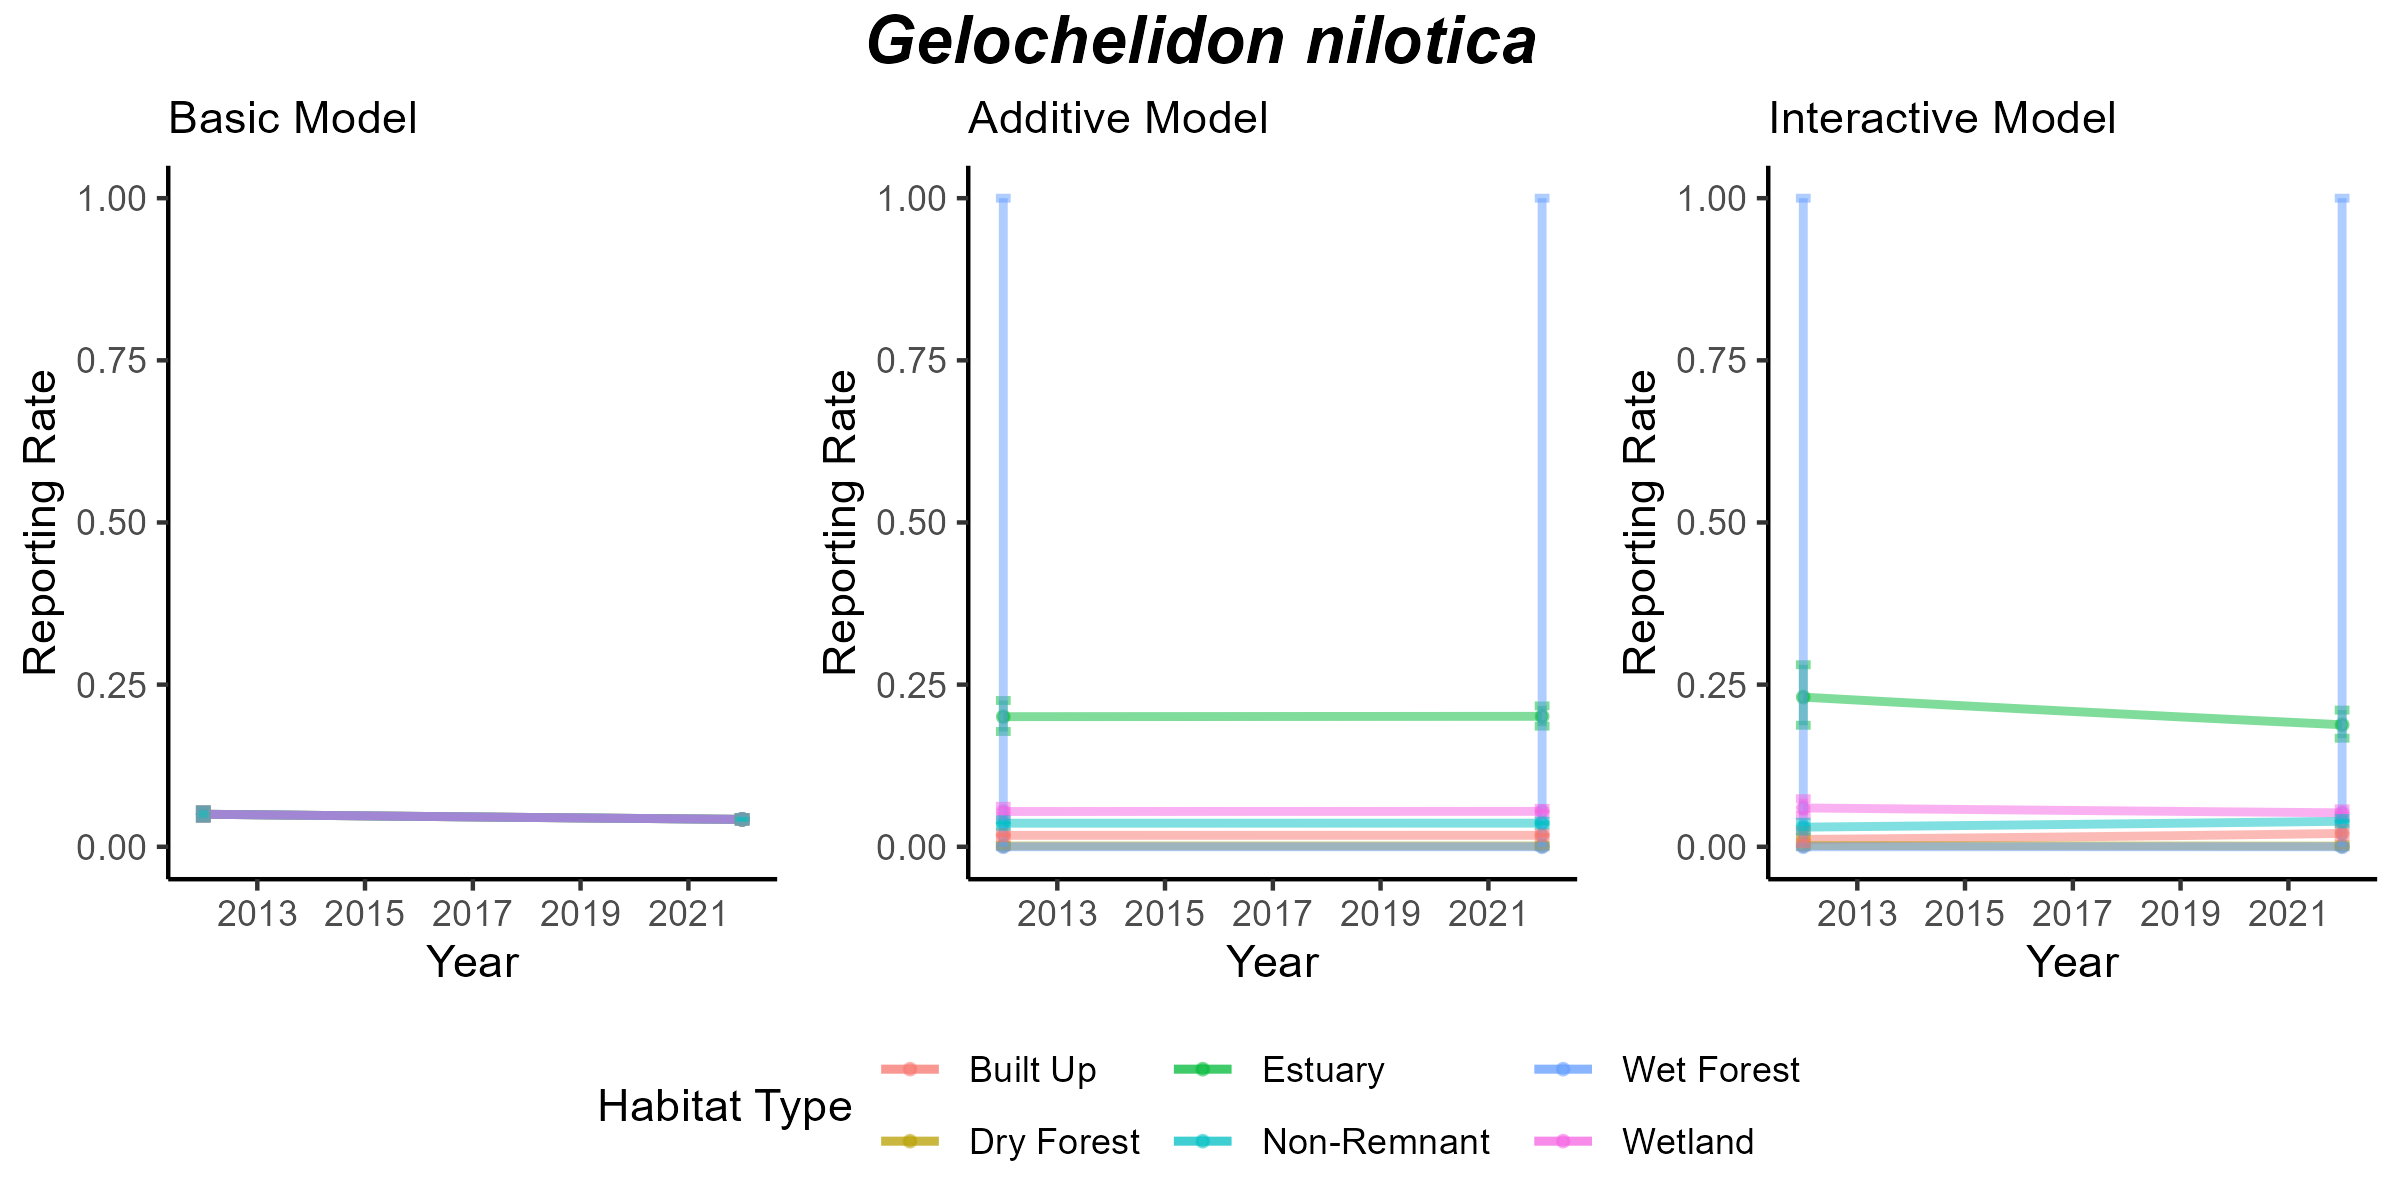 Gelochelidon nilotica
Basic Model
Additive Model
Interactive Model
Reporting Rate
1.00
0.75
0.50
0.25
0.00
2013 2015 2017 2019 2021
Year
Reporting Rate
1.00
0.75
0.50
0.25
0.00
2013 2015 2017 2019 2021
Year
Reporting Rate
1.00
0.75
0.50
0.25
0.00
2013 2015 2017 2019 2021
Year
Habitat Type
Built Up
Estuary
Wet Forest
Dry Forest
Non-Remnant
Wetland